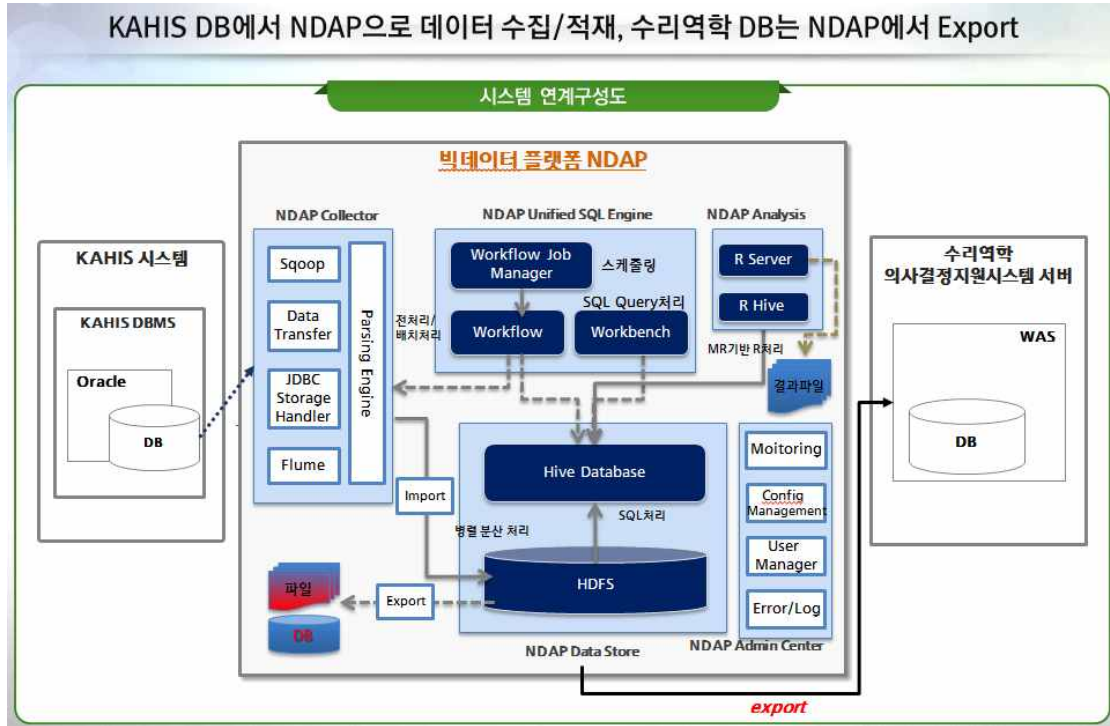 KAHIS DB에서 NDAP으로 데이터 수집/적재, 수리역학 DB는 NDAP에서 Export
시스템 연계구성도
빅데이터 플랫폼 NDAP
KAHIS 시스템
KAHIS DBMS
Oracle
DB
NDAP Collector
Sqoop
Data
Transfer
JDBC
Storage
Handler
Flume
Parsing Engine
전처리/
배치처리
NDAP Unified SQL Engine
Workflow Job
Manager
스케줄링
SQL Query처리
Workflow
Workbench
NDAP Analysis
R Server
R Hive
MR기반 R처리
결과파일
Import
병렬 분산 처리
Hive Database
SQL처리
HDFS
NDAP Data Store
파일
DB
Export
Moitoring
Config
Management
User
Manager
Error/Log
NDAP Admin Center
export
수리역학
의사결정지원시스템 서버
WAS
DB